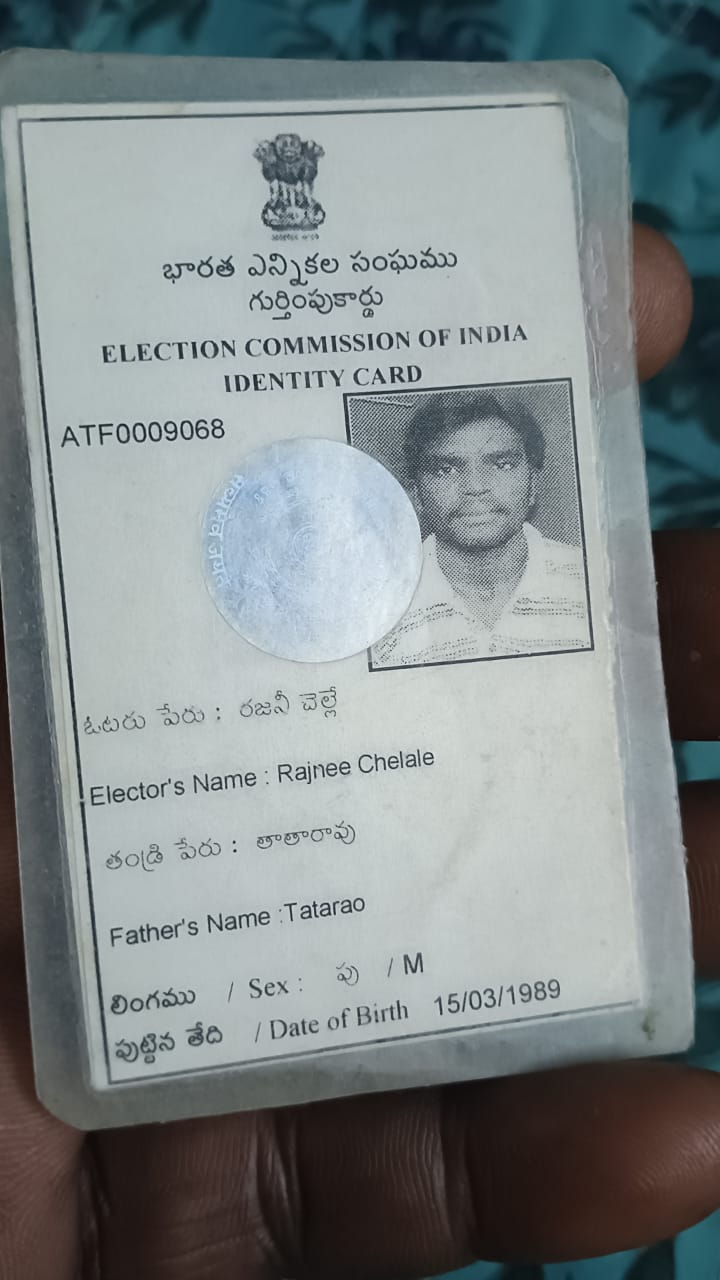 భారత ఎన్నికల సంఘము
గుర్తింపుకార్డు
ELECTION COMMISSION OF INDIA
IDENTITY CARD
ATF0009068
ఓటరు పేరు : రజనీ చెల్లే
Elector's Name : Rajnee Chelale
తండ్రి పేరు : తాతారావు
Father's Name :Tatarao
లింగము / Sex : పు / M
పుట్టిన తేది / Date of Birth 15/03/1989